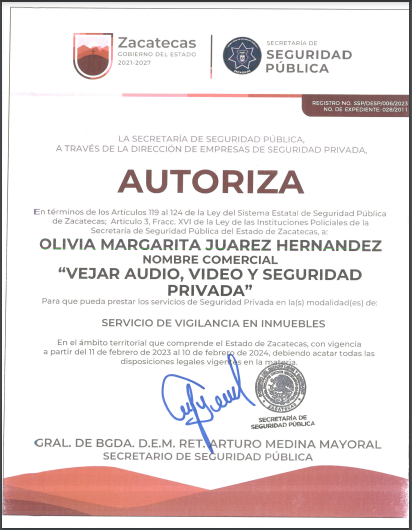 Zacatecas
GOBIERNO DEL ESTADO
2021-2027
SECRETARÍA DE
SEGURIDAD
PÚBLICA
REGISTRO NO. SSP/DESP/006/2023
NO. DE EXPEDIENTE: 028/2011
LA SECRETARÍA DE SEGURIDAD PÚBLICA,
A TRAVÉS DE LA DIRECCIÓN DE EMPRESAS DE SEGURIDAD PRIVADA,
AUTORIZA
En términos de los Artículos 119 al 124 de la Ley del Sistema Estatal de Seguridad Pública
de Zacatecas; Artículo 3, Fracc. XVI de la Ley de las Instituciones Policiales de la
Secretaría de Seguridad Pública del Estado de Zacatecas, a:
OLIVIA MARGARITA JUAREZ HERNANDEZ
NOMBRE COMERCIAL
“VEJAR AUDIO, VIDEO Y SEGURIDAD
PRIVADA”
Para que pueda prestar los servicios de Seguridad Privada en la(s) modalidad(es) de:
SERVICIO DE VIGILANCIA EN INMUEBLES
En el ámbito territorial que comprende el Estado de Zacatecas, con vigencia
a partir del 11 de febrero de 2023 al 10 de febrero de 2024, debiendo acatar todas las
disposiciones legales vigentes en la materia.
SECRETARÍA DE
SEGURIDAD PÚBLICA
GRAL. DE BGDA. D.E.M. RET. ARTURO MEDINA MAYORAL
SECRETARIO DE SEGURIDAD PÚBLICA